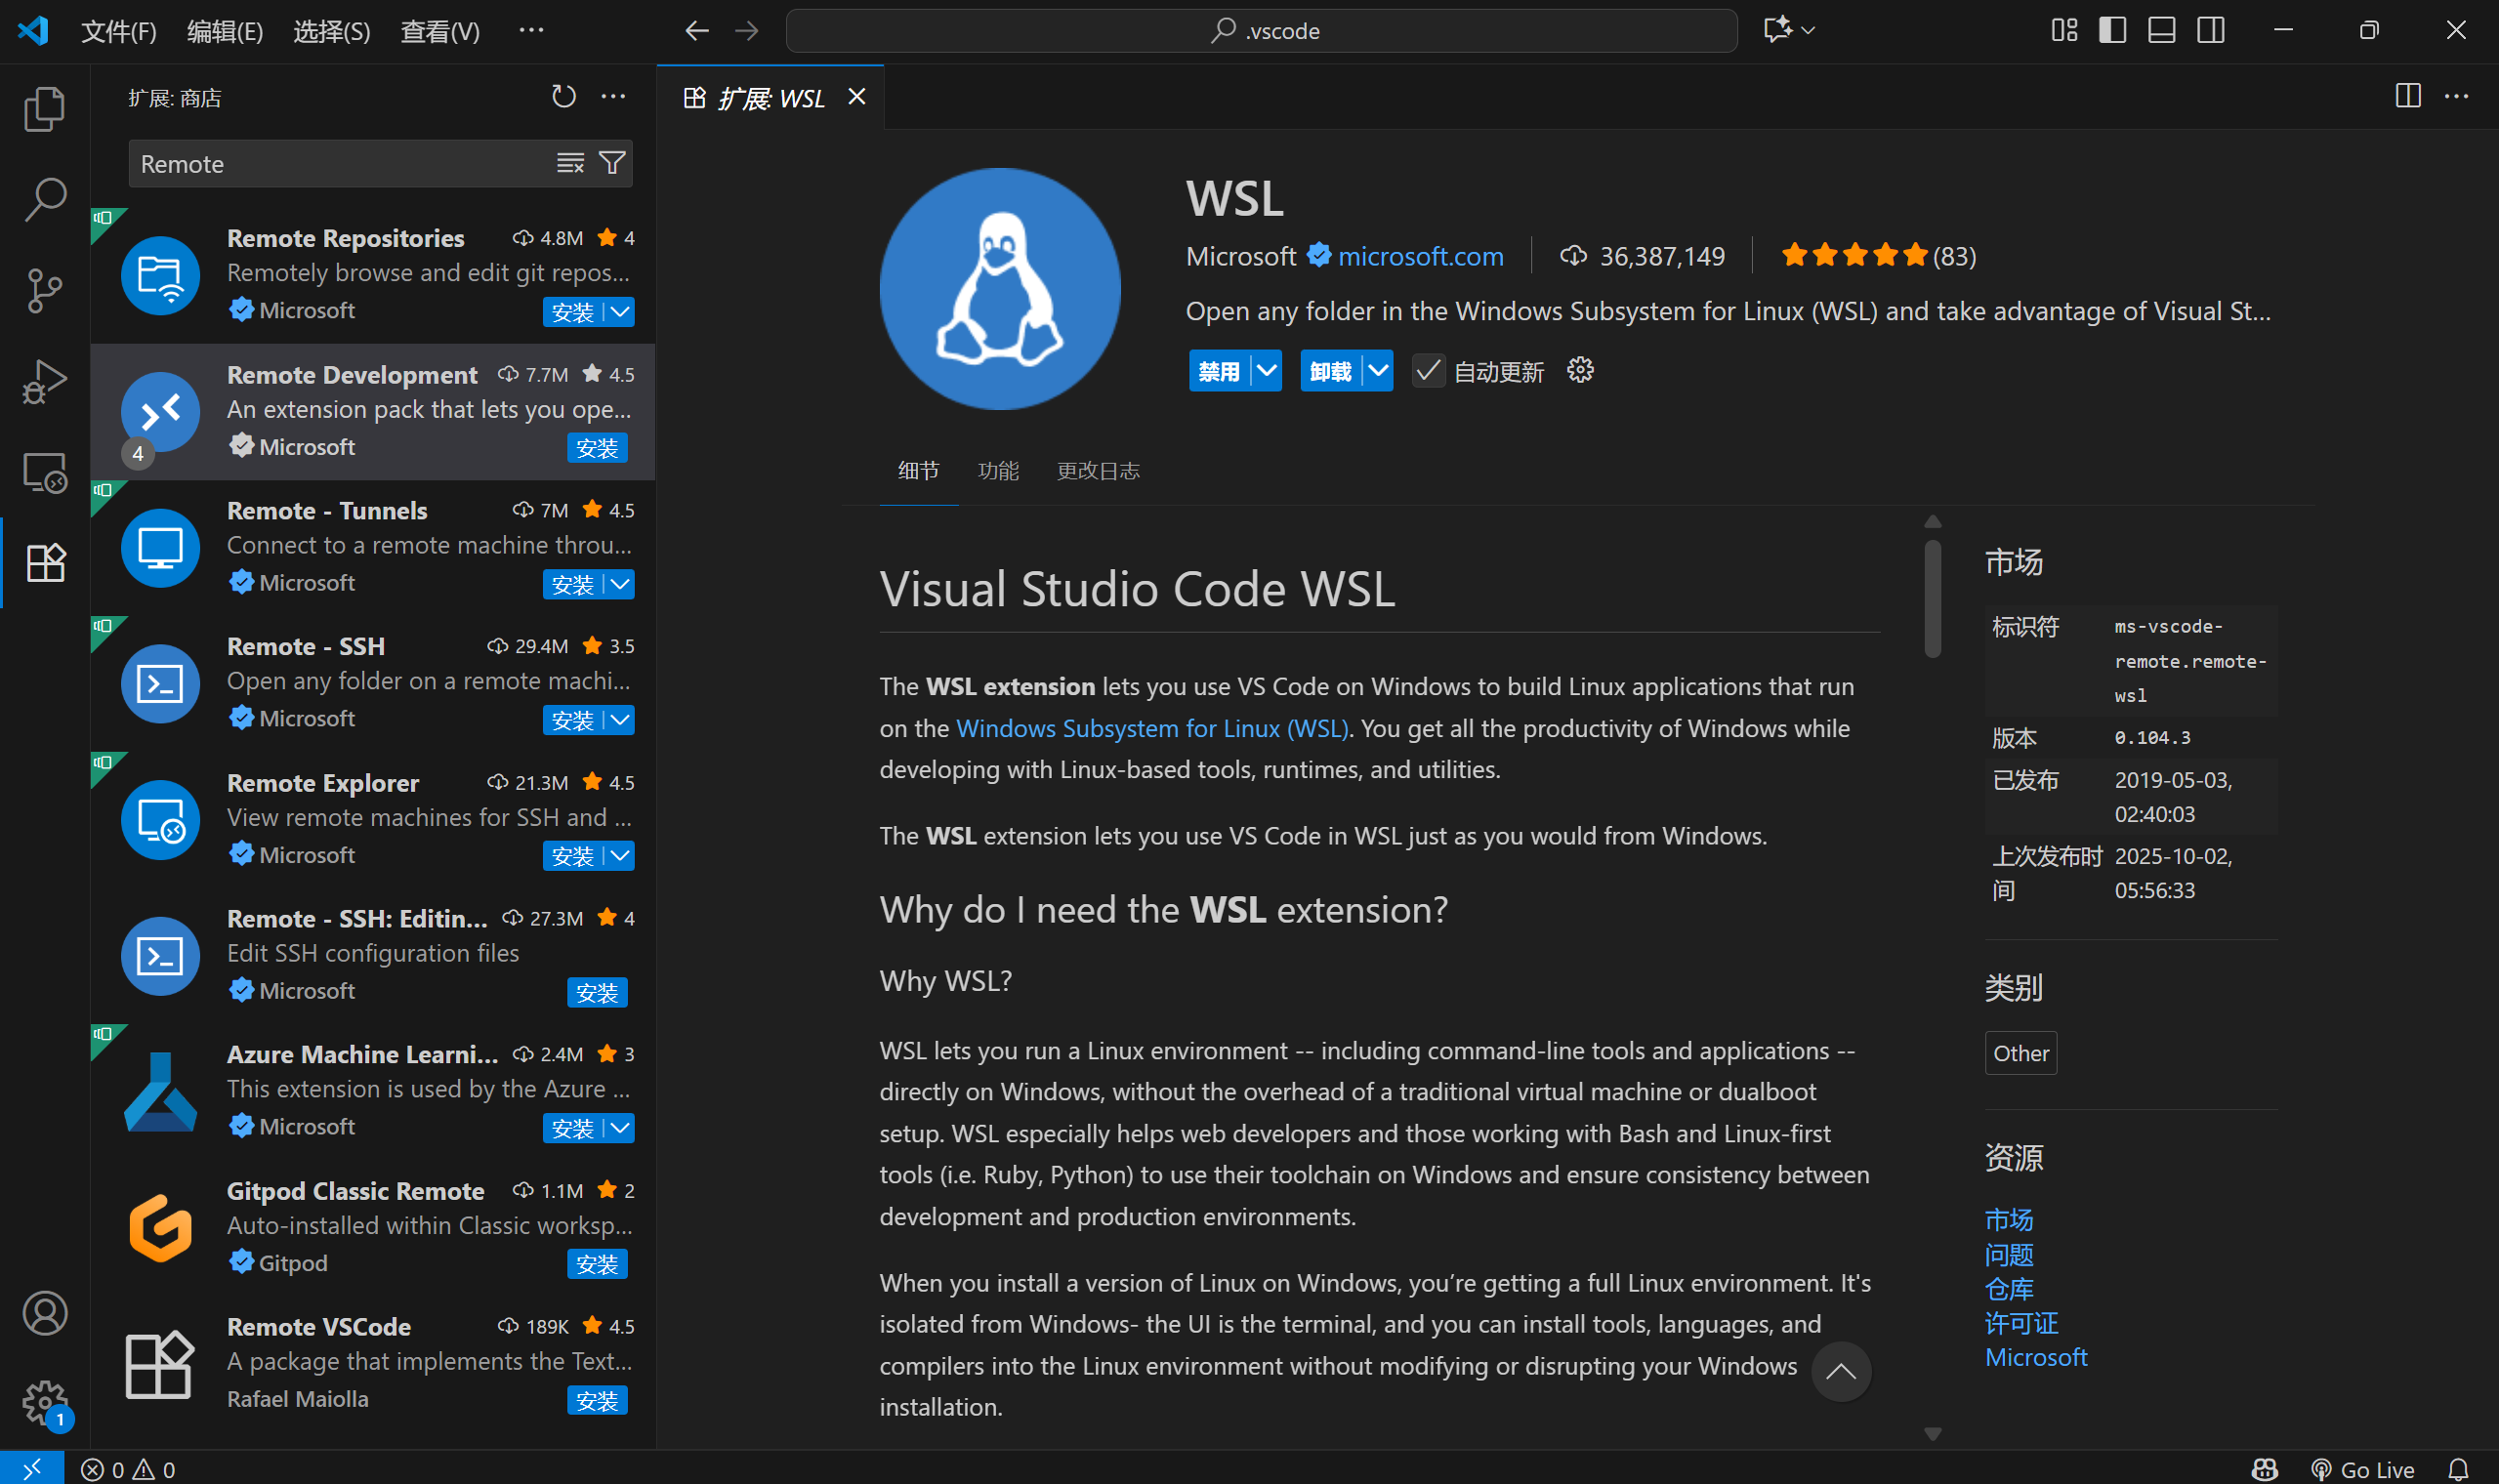 文件(F) 编辑(E) 选择(S) 查看(V) ···
.vscode
扩展: 商店
Remote
Remote Repositories 4.8M 4
Remotely browse and edit git repos...
Microsoft 安装
Remote Development 7.7M 4.5
An extension pack that lets you ope...
4 Microsoft 安装
Remote - Tunnels 7M 4.5
Connect to a remote machine throu...
Microsoft 安装
Remote - SSH 29.4M 3.5
Open any folder on a remote machi...
Microsoft 安装
Remote Explorer 21.3M 4.5
View remote machines for SSH and ...
Microsoft 安装
Remote - SSH: Editin... 27.3M 4
Edit SSH configuration files
Microsoft 安装
Azure Machine Learni... 2.4M 3
This extension is used by the Azure ...
Microsoft 安装
Gitpod Classic Remote 1.1M 2
Auto-installed within Classic worksp...
Gitpod 安装
Remote VSCode 189K 4.5
A package that implements the Text...
Rafael Maiolla 安装
1
扩展: WSL
WSL
Microsoft microsoft.com 36,387,149 (83)
Open any folder in the Windows Subsystem for Linux (WSL) and take advantage of Visual St...
禁用 卸载 自动更新
细节 功能 更改日志
Visual Studio Code WSL
The WSL extension lets you use VS Code on Windows to build Linux applications that run
on the Windows Subsystem for Linux (WSL). You get all the productivity of Windows while
developing with Linux-based tools, runtimes, and utilities.
The WSL extension lets you use VS Code in WSL just as you would from Windows.
Why do I need the WSL extension?
Why WSL?
WSL lets you run a Linux environment -- including command-line tools and applications --
directly on Windows, without the overhead of a traditional virtual machine or dualboot
setup. WSL especially helps web developers and those working with Bash and Linux-first
tools (i.e. Ruby, Python) to use their toolchain on Windows and ensure consistency between
development and production environments.
When you install a version of Linux on Windows, you’re getting a full Linux environment. It's
isolated from Windows- the UI is the terminal, and you can install tools, languages, and
compilers into the Linux environment without modifying or disrupting your Windows
installation.
市场
标识符 ms-vscode-
remote.remote-
wsl
版本 0.104.3
已发布 2019-05-03,
02:40:03
上次发布时 2025-10-02,
间 05:56:33
类别
Other
资源
市场
问题
仓库
许可证
Microsoft
0 0
Go Live